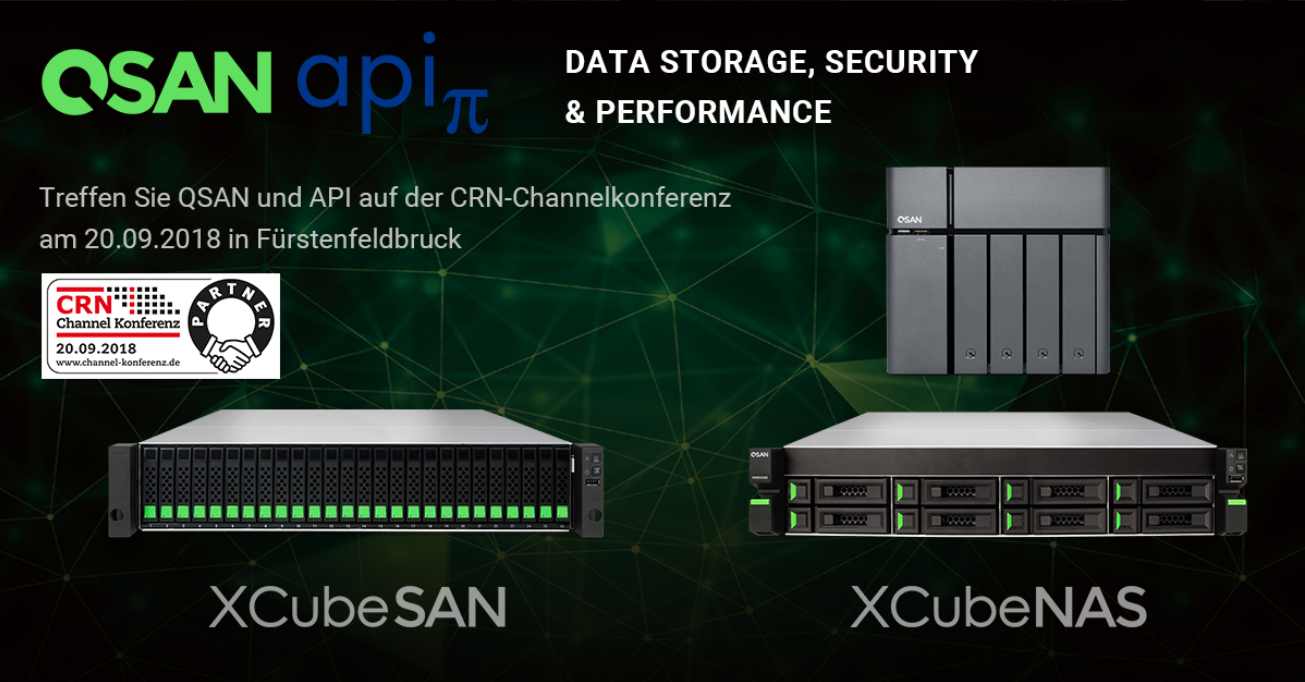 QSAN apiπ
DATA STORAGE, SECURITY
& PERFORMANCE
Treffen Sie QSAN und API auf der CRN-Channelkonferenz
am 20.09.2018 in Fürstenfeldbruck
CRN
Channel Konferenz
20.09.2018
www.channel-konferenz.de
PARTNER
QSAN
QSAN
XCubeSAN
XCubeNAS